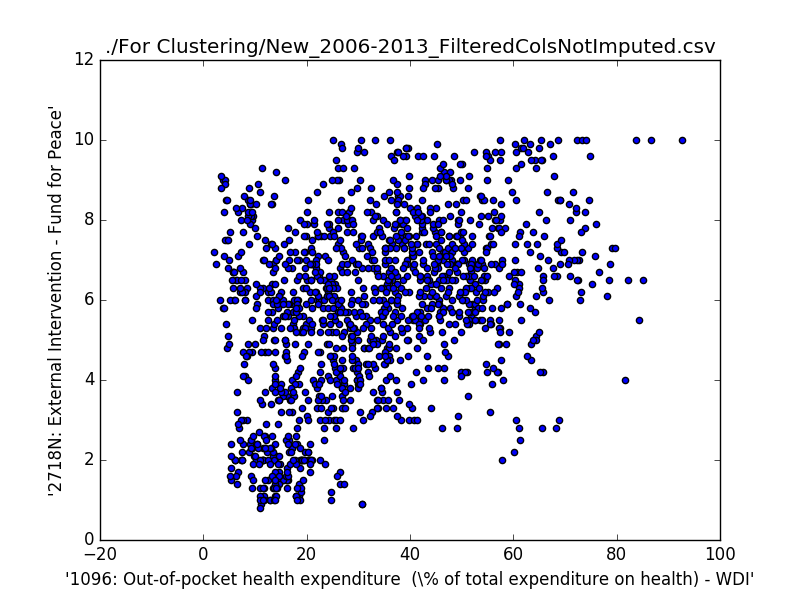 ./For Clustering/New_2006-2013_FilteredColsNotImputed.csv
12
10
8
6
4
2
0
'2718N: External Intervention - Fund for Peace'
−20 0 20 40 60 80 100
'1096: Out-of-pocket health expenditure (\% of total expenditure on health) - WDI'